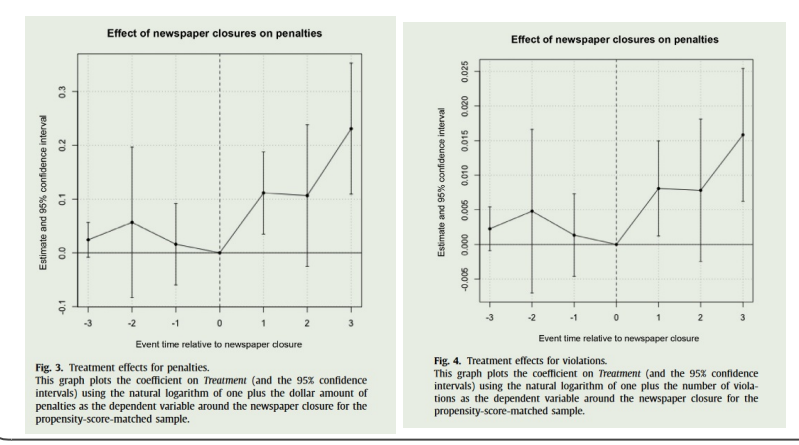 Effect of newspaper closures on penalties
Estimate and 95% confidence interval
0.3
0.2
0.1
0.0
-0.1
-3 -2 -1 0 1 2 3
Event time relative to newspaper closure
Fig. 3. Treatment effects for penalties.
This graph plots the coefficient on Treatment (and the 95% confidence
intervals) using the natural logarithm of one plus the dollar amount of
penalties as the dependent variable around the newspaper closure for the
propensity-score-matched sample.
Effect of newspaper closures on penalties
Estimate and 95% confidence interval
0.025
0.020
0.015
0.010
0.005
0.000
-0.005
-3 -2 -1 0 1 2 3
Event time relative to newspaper closure
Fig. 4. Treatment effects for violations.
This graph plots the coefficient on Treatment (and the 95% confidence
intervals) using the natural logarithm of one plus the number of viola-
tions as the dependent variable around the newspaper closure for the
propensity-score-matched sample.